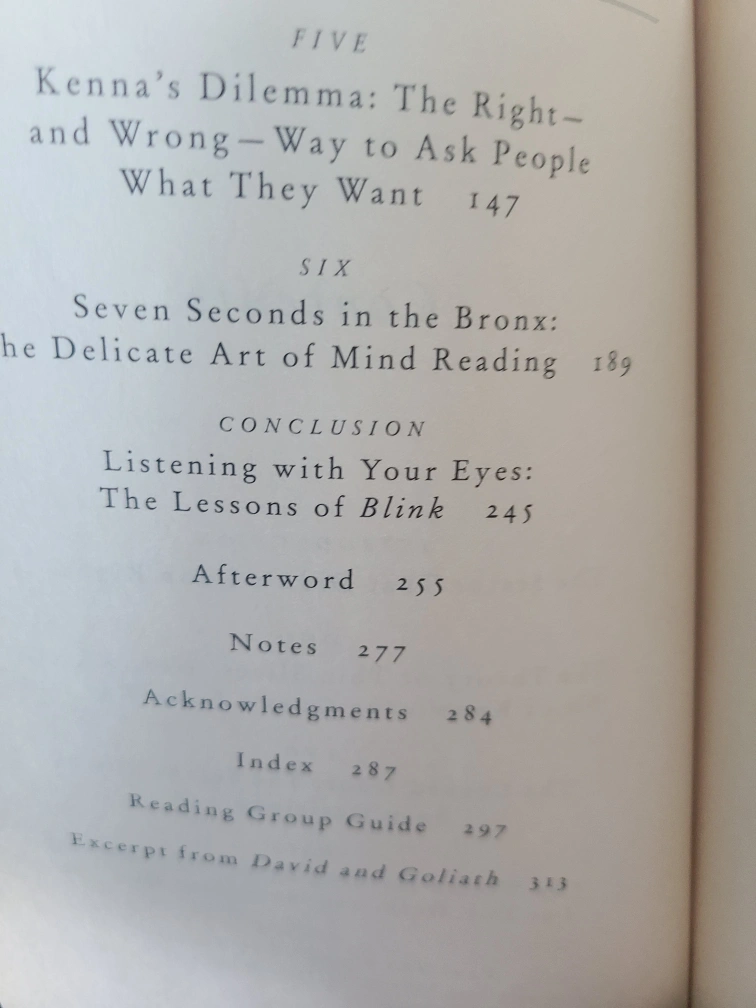 FIVE
Kenna's Dilemma: The Right—
and Wrong—Way to Ask People
What They Want 147
SIX
Seven Seconds in the Bronx:
he Delicate Art of Mind Reading 189
CONCLUSION
Listening with Your Eyes:
The Lessons of Blink 245
Afterword 255
Notes 277
Acknowledgments 284
Index 287
Reading Group Guide 297
Excerpt from David and Goliath 313